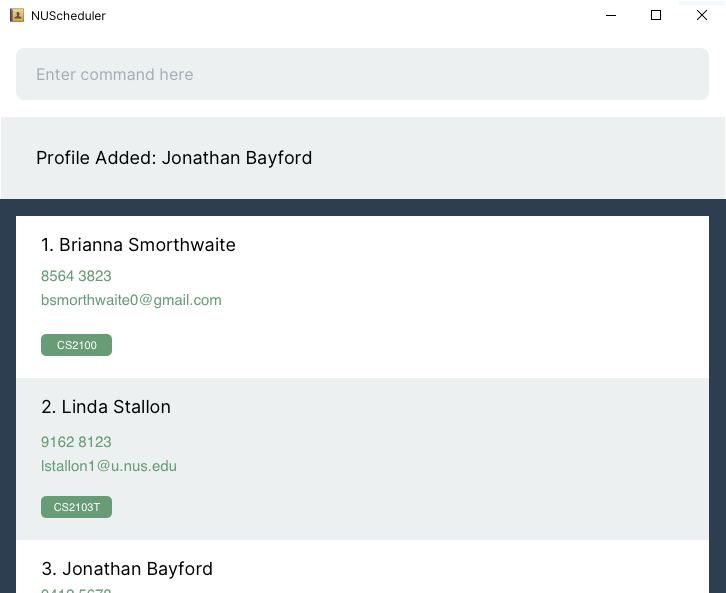 NUScheduler
Enter command here
Profile Added: Jonathan Bayford
1. Brianna Smorthwaite
8564 3823
bsmorthwaite0@gmail.com
CS2100
2. Linda Stallon
9162 8123
lstallon1@u.nus.edu
CS2103T
3. Jonathan Bayford